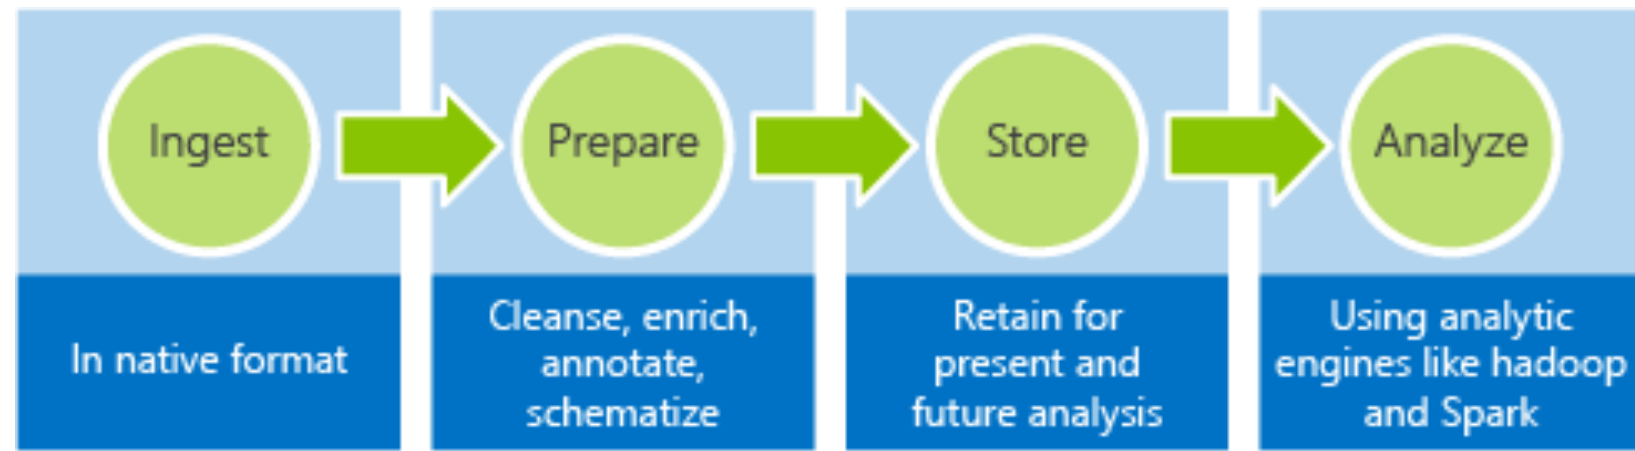 Ingest
In native format
Prepare
Cleanse, enrich,
annotate,
schematize
Store
Retain for
present and
future analysis
Analyze
Using analytic
engines like hadoop
and Spark